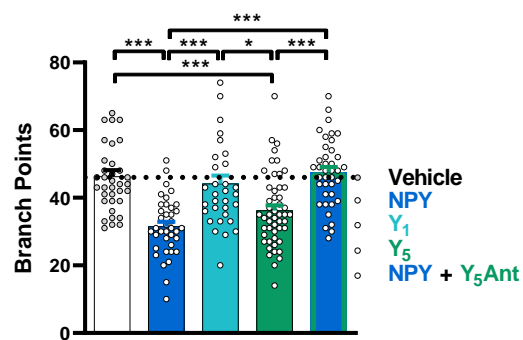 ***
*** *** * ***
***
80
60
40
20
0
Branch Points
Vehicle
NPY
Y1
Y5
NPY + Y5Ant